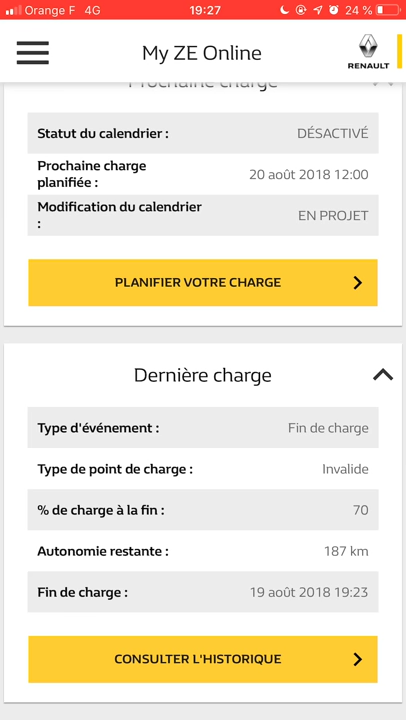 Orange F 4G 19:27 24 %
My ZE Online
RENAULT
Prochaine charge
Statut du calendrier : DÉSACTIVÉ
Prochaine charge
planifiée : 20 août 2018 12:00
Modification du calendrier
: EN PROJET
PLANIFIER VOTRE CHARGE
Dernière charge
Type d'événement : Fin de charge
Type de point de charge : Invalide
% de charge à la fin : 70
Autonomie restante : 187 km
Fin de charge : 19 août 2018 19:23
CONSULTER L'HISTORIQUE